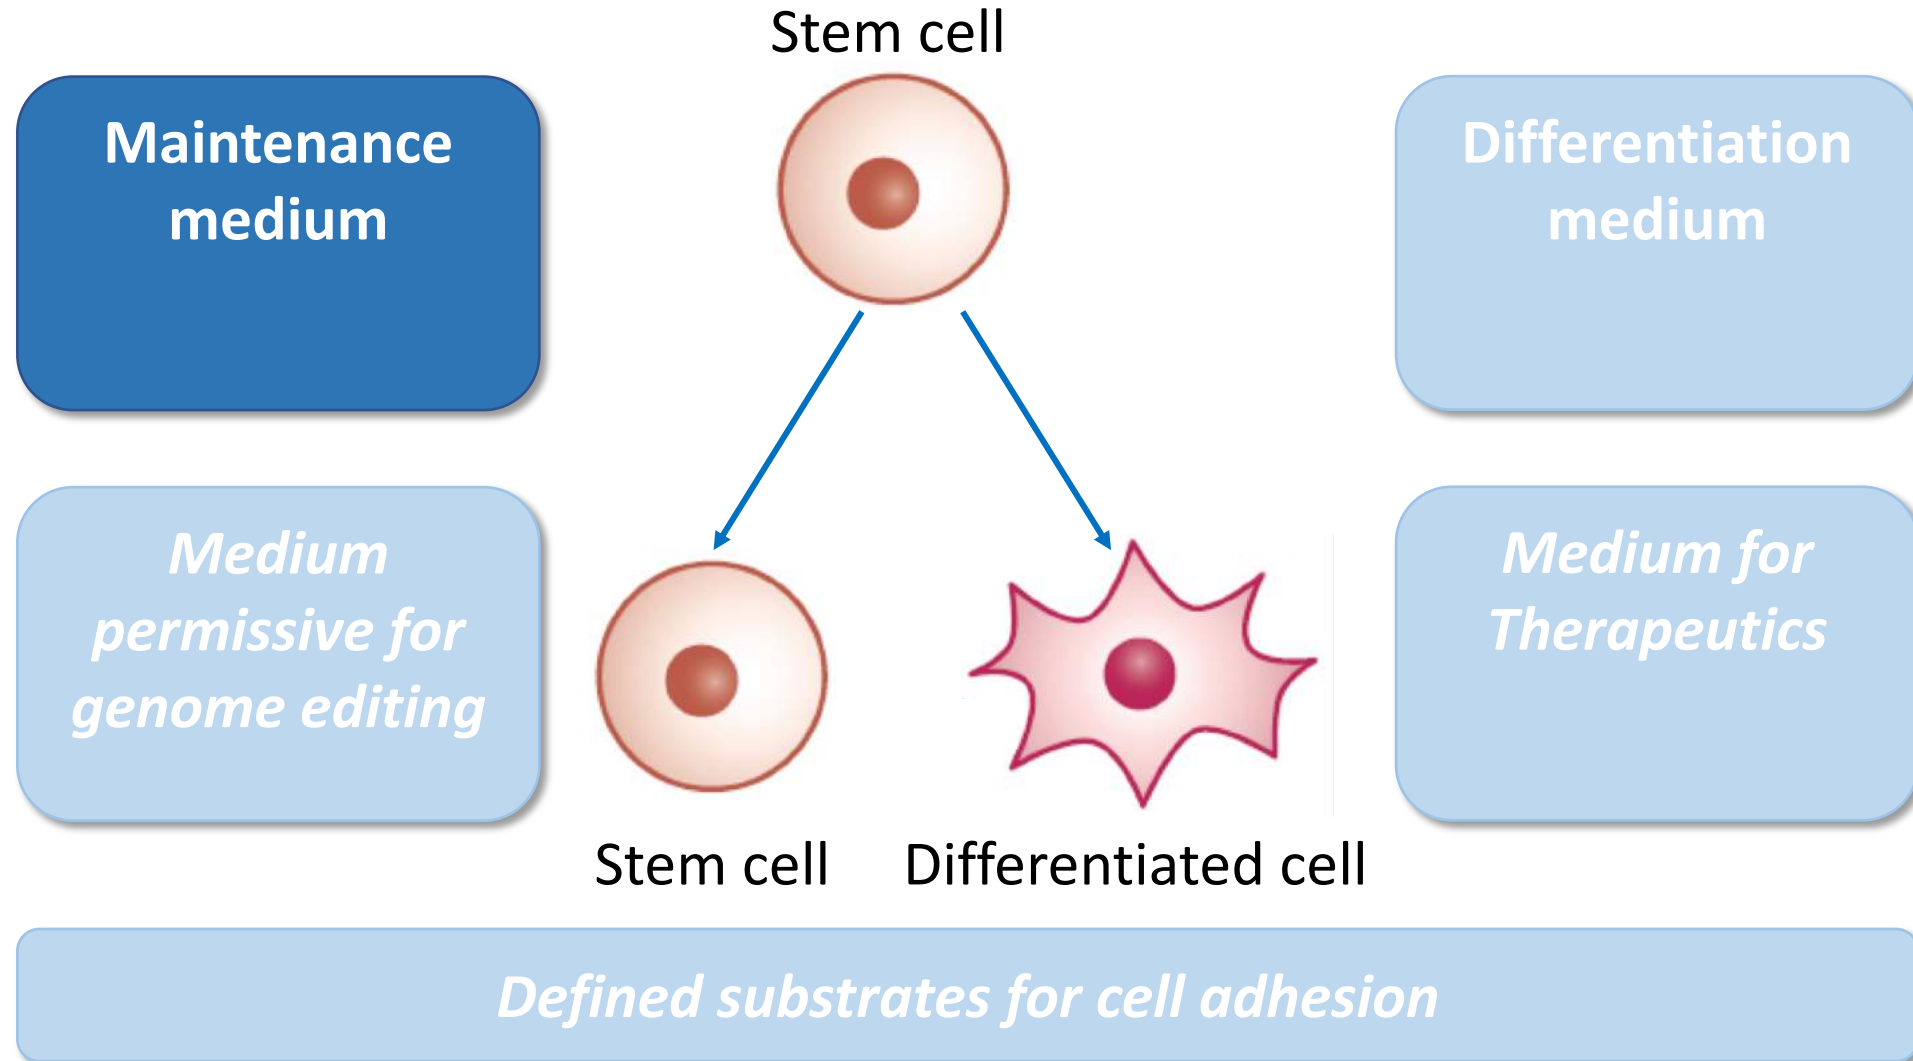 Stem cell
Maintenance
medium
Differentiation
medium
Medium
permissive for
genome editing
Medium for
Therapeutics
Stem cell
Differentiated cell
Defined substrates for cell adhesion